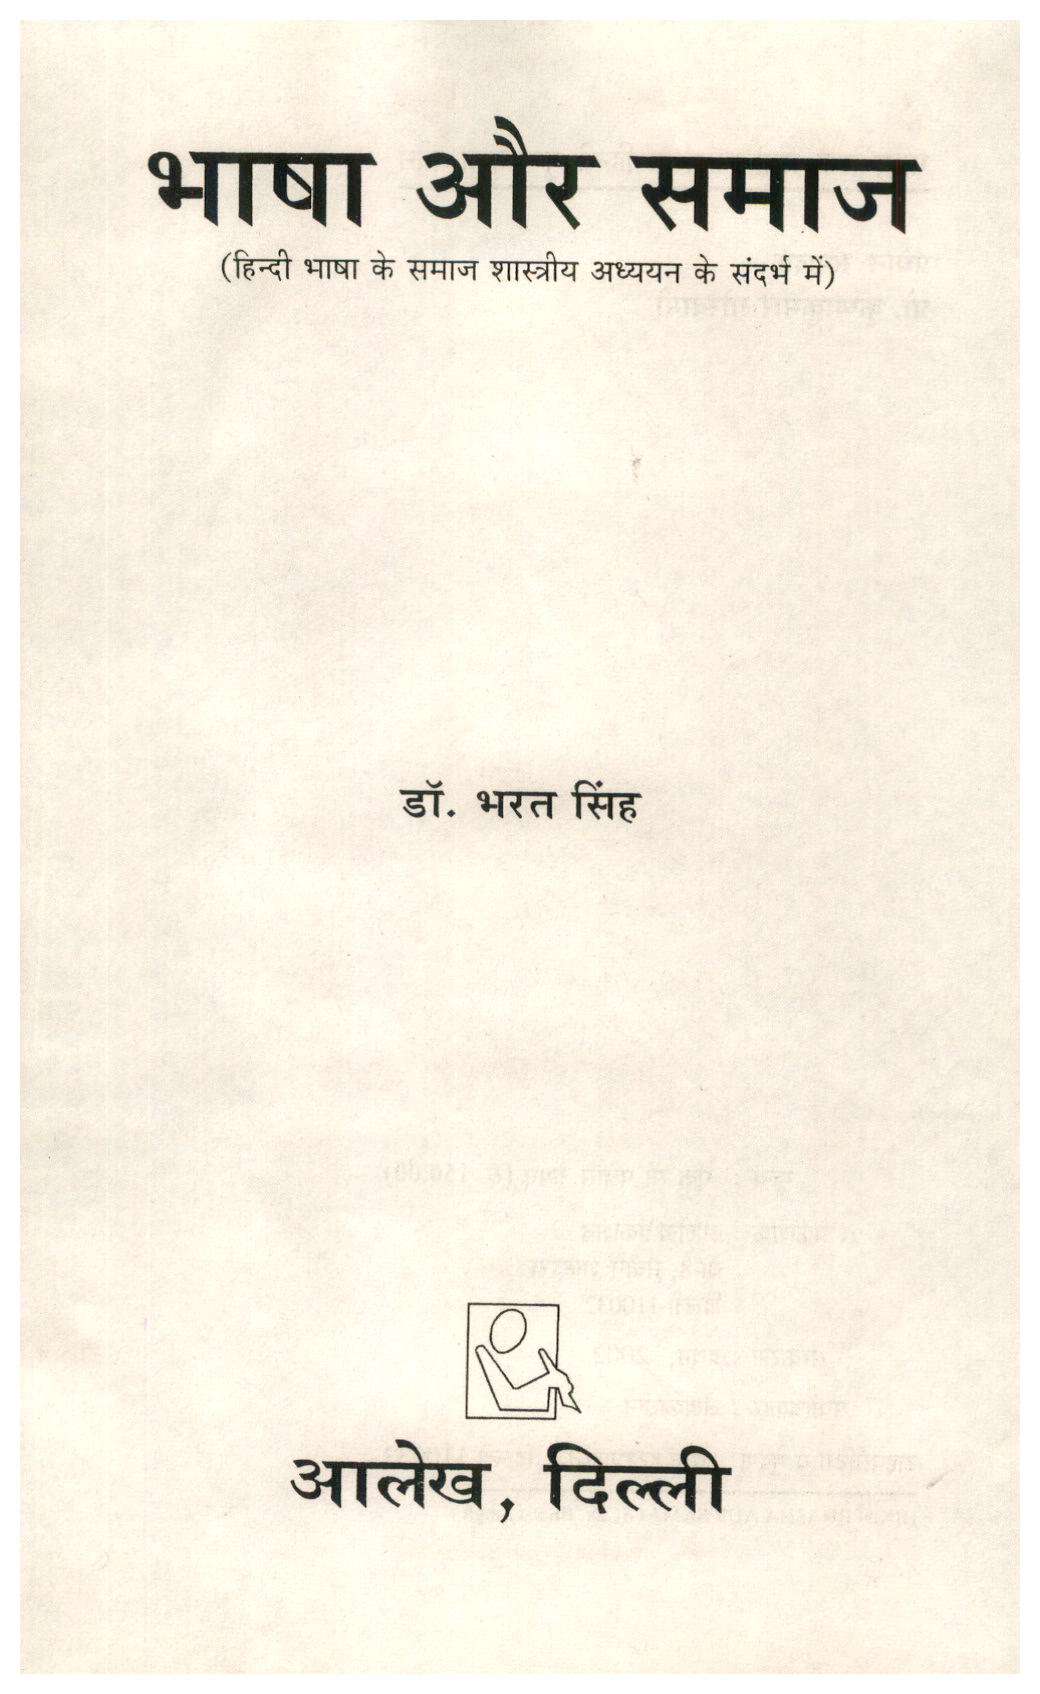 भाषा और समाज
(हिन्दी भाषा के समाज शास्त्रीय अध्ययन के संदर्भ में)
डॉ. भरत सिंह
आलेख, दिल्ली